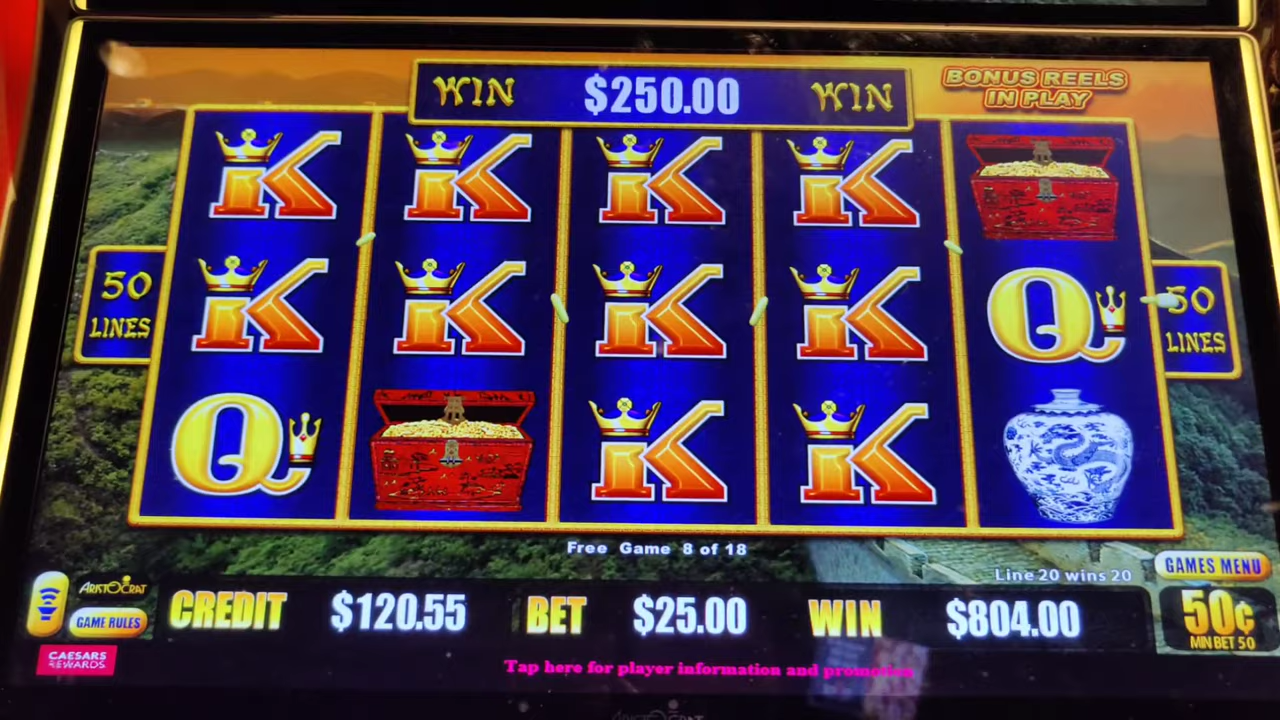 WIN $250.00 WIN
BONUS REELS
IN PLAY
K K K K
50
LINES
K K K K Q
50
LINES
Q K K
Free Game 8 of 18
Line 20 wins 20
GAMES MENU
ARISTOCRAT
GAME RULES
CREDIT $120.55 BET $25.00 WIN $804.00
50¢
MIN BET 50
CAESARS
REWARDS.
Tap here for player information and promotion
ARISTOCRAT